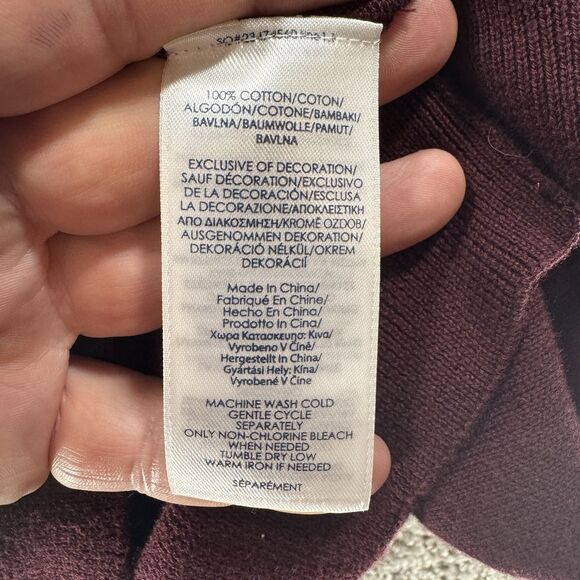 100% COTTON/COTON/
ALGODÓN/COTONE/BAMBAKI/
BAVLNA/BAUMWOLLE/PAMUT/
BAVLNA
EXCLUSIVE OF DECORATION/
SAUF DÉCORATION/EXCLUSIVO
DE LA DECORACIÓN/ESCLUSA
LA DECORAZIONE/ΑΠΟΚΛΕΙΣΤΙΚΗ
ΑΠΟ ΔΙΑΚΟΣΜΗΣΗ/KROMĚ OZDOB/
AUSGENOMMEN DEKORATION/
DEKORÁCIÓ NÉLKÜL/OKREM
DEKORÁCIÍ
Made In China/
Fabriqué En Chine/
Hecho En China/
Prodotto In Cina/
Χωρα Κατασκευησ: Κινα/
Vyrobeno V Číně/
Hergestellt In China/
Gyártási Hely: Kína/
Vyrobené V Číne
MACHINE WASH COLD
GENTLE CYCLE
SEPARATELY
ONLY NON-CHLORINE BLEACH
WHEN NEEDED
TUMBLE DRY LOW
WARM IRON IF NEEDED
SÉPARÉMENT